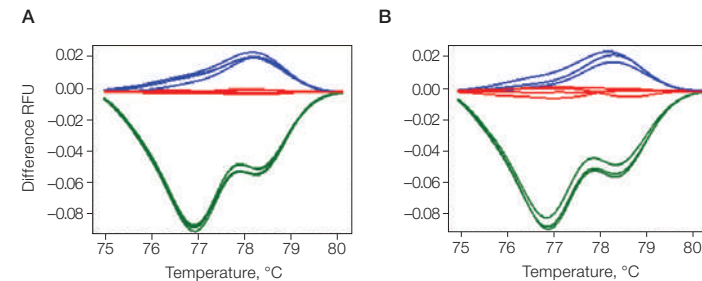 A
B
Difference RFU
0.02
0.00
–0.02
–0.04
–0.06
–0.08
75 76 77 78 79 80
Temperature, °C
0.02
0.00
–0.02
–0.04
–0.06
–0.08
75 76 77 78 79 80
Temperature, °C